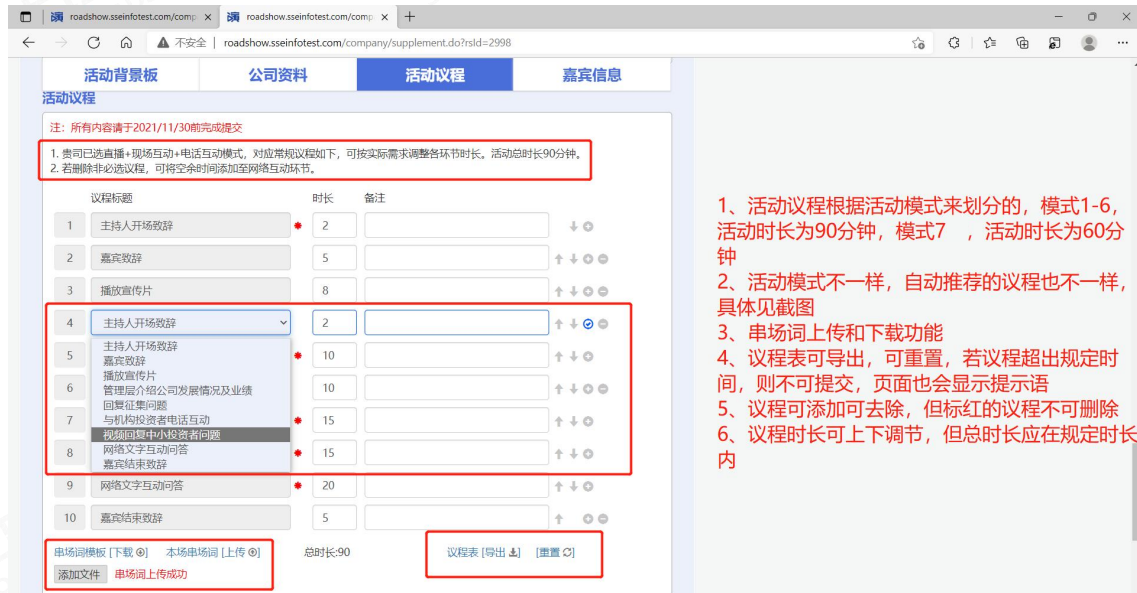 roadshow.sseinfotest.com/comp
roadshow.sseinfotest.com/comp
不安全 | roadshow.sseinfotest.com/company/supplement.do?rsId=2998
活动背景板 公司资料 活动议程 嘉宾信息
活动议程
注：所有内容请于2021/11/30前完成提交
1. 贵司已选直播+现场互动+电话互动模式，对应常规议程如下，可按实际需求调整各环节时长。活动总时长90分钟。
2. 若删除非必选议程，可将空余时间添加至网络互动环节。
议程标题 时长 备注
1 主持人开场致辞 * 2
2 嘉宾致辞 5
3 播放宣传片 8
4 主持人开场致辞 2
主持人开场致辞
5 嘉宾致辞 * 10
播放宣传片
6 管理层介绍公司发展情况及业绩 10
回复征集问题
7 与机构投资者电话互动 * 15
视频回复中小投资者问题
8 网络文字互动问答 * 15
嘉宾结束致辞
9 网络文字互动问答 * 20
10 嘉宾结束致辞 5
串场词模板 [下载] 本场串场词 [上传] 总时长:90 议程表 [导出] [重置]
添加文件 串场词上传成功
1、活动议程根据活动模式来划分的，模式1-6，
活动时长为90分钟，模式7 ，活动时长为60分
钟
2、活动模式不一样，自动推荐的议程也不一样，
具体见截图
3、串场词上传和下载功能
4、议程表可导出，可重置，若议程超出规定时
间，则不可提交，页面也会显示提示语
5、议程可添加可去除，但标红的议程不可删除
6、议程时长可上下调节，但总时长应在规定时长
内